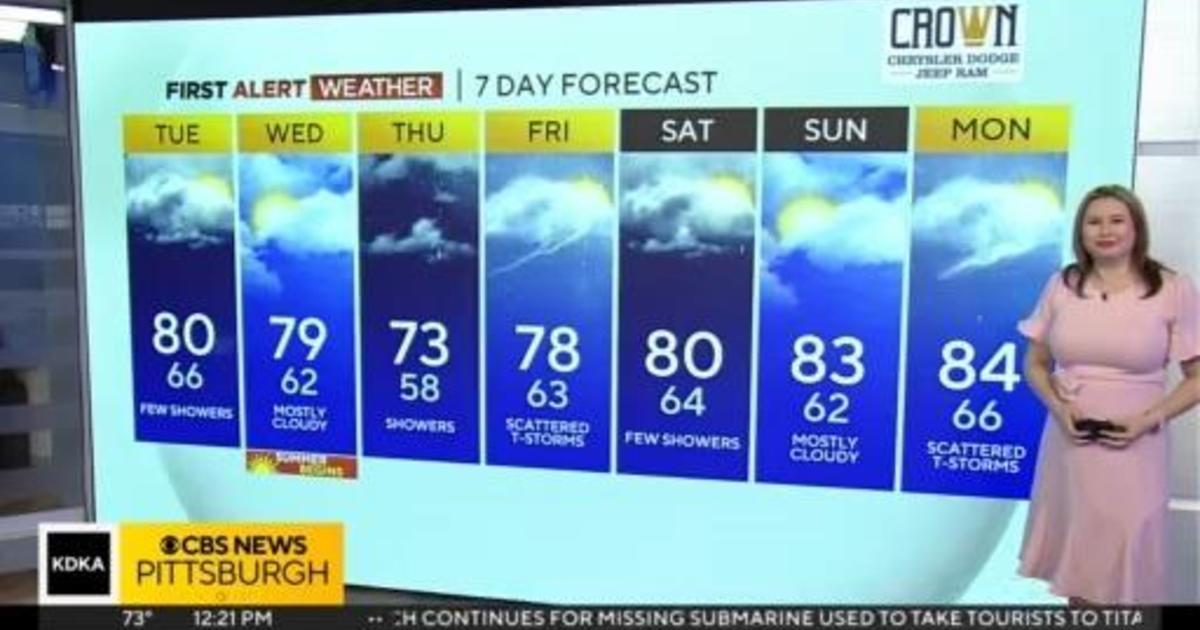 CROWN
CHRYSLER DODGE
JEEP RAM
FIRST ALERT WEATHER | 7 DAY FORECAST
TUE WED THU FRI SAT SUN MON
80 79 73 78 80 83 84
66 62 58 63 64 62 66
FEW SHOWERS
MOSTLY
CLOUDY
SHOWERS
SCATTERED
T-STORMS
FEW SHOWERS
MOSTLY
CLOUDY
SCATTERED
T-STORMS
SUMMER
BEGINS
KDKA
CBS NEWS
PITTSBURGH
73° 12:21 PM CH CONTINUES FOR MISSING SUBMARINE USED TO TAKE TOURISTS TO TITA